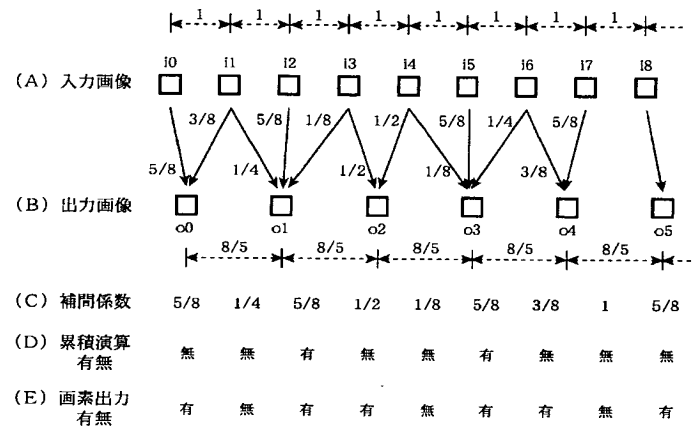 1 1 1 1 1 1 1 1
i0 i1 i2 i3 i4 i5 i6 i7 i8
(A) 入力画像
3/8 5/8 1/8 1/2 5/8 1/4 5/8
5/8 1/4 1/2 1/8 3/8
(B) 出力画像
o0 o1 o2 o3 o4 o5
8/5 8/5 8/5 8/5 8/5
(C) 補間係数 5/8 1/4 5/8 1/2 1/8 5/8 3/8 1 5/8
(D) 累積演算 無 無 有 無 無 有 無 無 無
有無
(E) 画素出力 有 無 有 有 無 有 有 無 有
有無